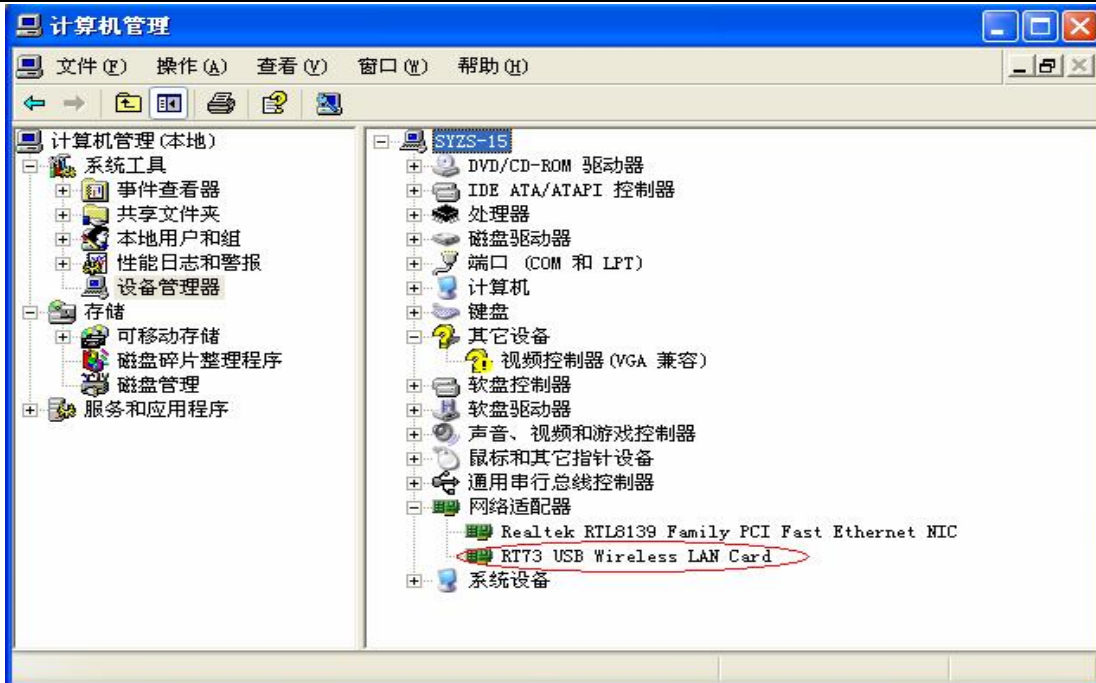 计算机管理
文件(F) 操作(A) 查看(V) 窗口(W) 帮助(H)
计算机管理(本地)
系统工具
事件查看器
共享文件夹
本地用户和组
性能日志和警报
设备管理器
存储
可移动存储
磁盘碎片整理程序
磁盘管理
服务和应用程序
SYZS-15
DVD/CD-ROM 驱动器
IDE ATA/ATAPI 控制器
处理器
磁盘驱动器
端口 (COM 和 LPT)
计算机
键盘
其它设备
视频控制器(VGA 兼容)
软盘控制器
软盘驱动器
声音、视频和游戏控制器
鼠标和其它指针设备
通用串行总线控制器
网络适配器
Realtek RTL8139 Family PCI Fast Ethernet NIC
RT73 USB Wireless LAN Card
系统设备